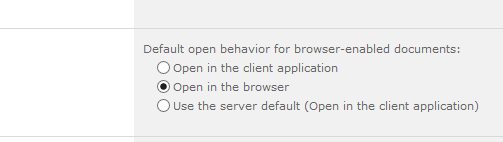 Default open behavior for browser-enabled documents:
Open in the client application
Open in the browser
Use the server default (Open in the client application)